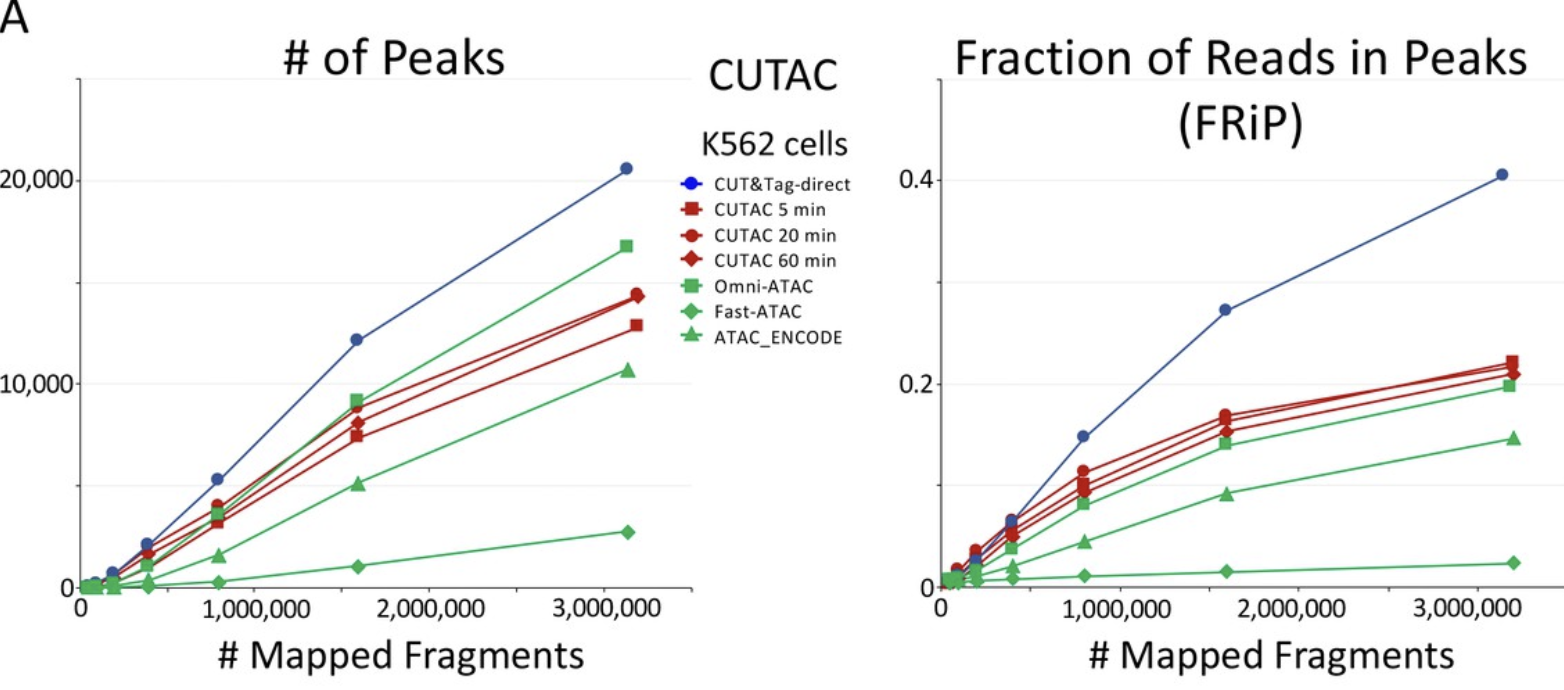 A
# of Peaks
20,000
10,000
0
0
1,000,000
2,000,000
3,000,000
# Mapped Fragments
CUTAC
K562 cells
CUT&Tag-direct
CUTAC 5 min
CUTAC 20 min
CUTAC 60 min
Omni-ATAC
Fast-ATAC
ATAC_ENCODE
Fraction of Reads in Peaks
(FRiP)
0.4
0.2
0
0
1,000,000
2,000,000
3,000,000
# Mapped Fragments